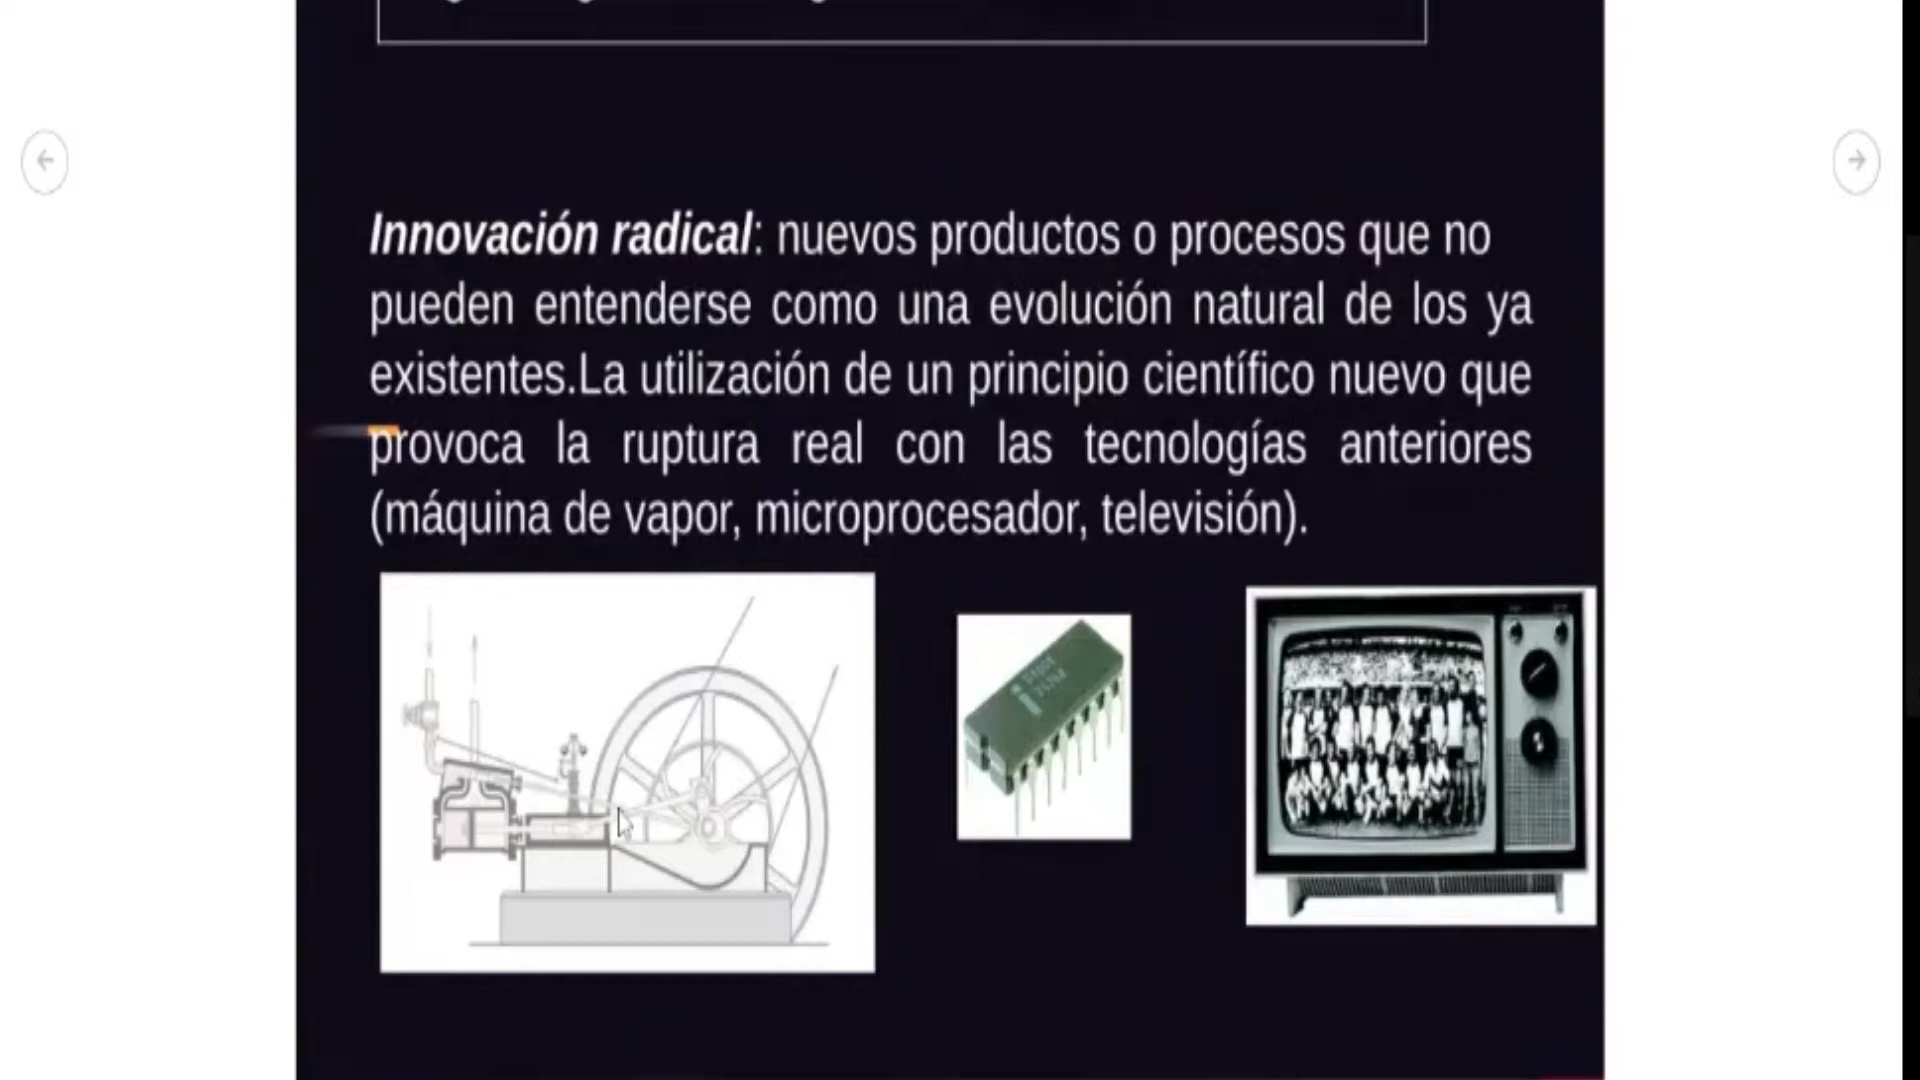 Innovación radical: nuevos productos o procesos que no
pueden entenderse como una evolución natural de los ya
existentes.La utilización de un principio científico nuevo que
provoca la ruptura real con las tecnologías anteriores
(máquina de vapor, microprocesador, televisión).